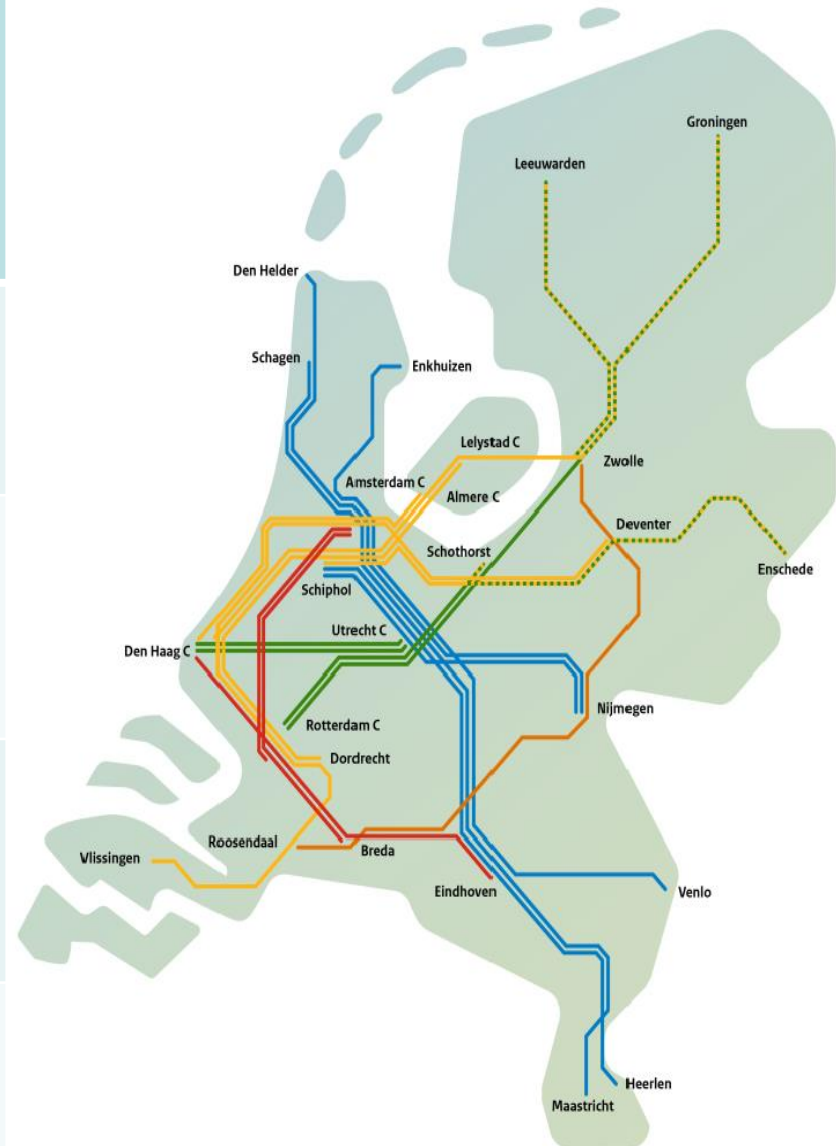 Groningen
Leeuwarden
Den Helder
Schagen
Enkhuizen
Lelystad C
Zwolle
Amsterdam C
Almere C
Deventer
Schothorst
Enschede
Schiphol
Utrecht C
Den Haag C
Nijmegen
Rotterdam C
Dordrecht
Roosendaal
Breda
Vlissingen
Eindhoven
Venlo
Heerlen
Maastricht